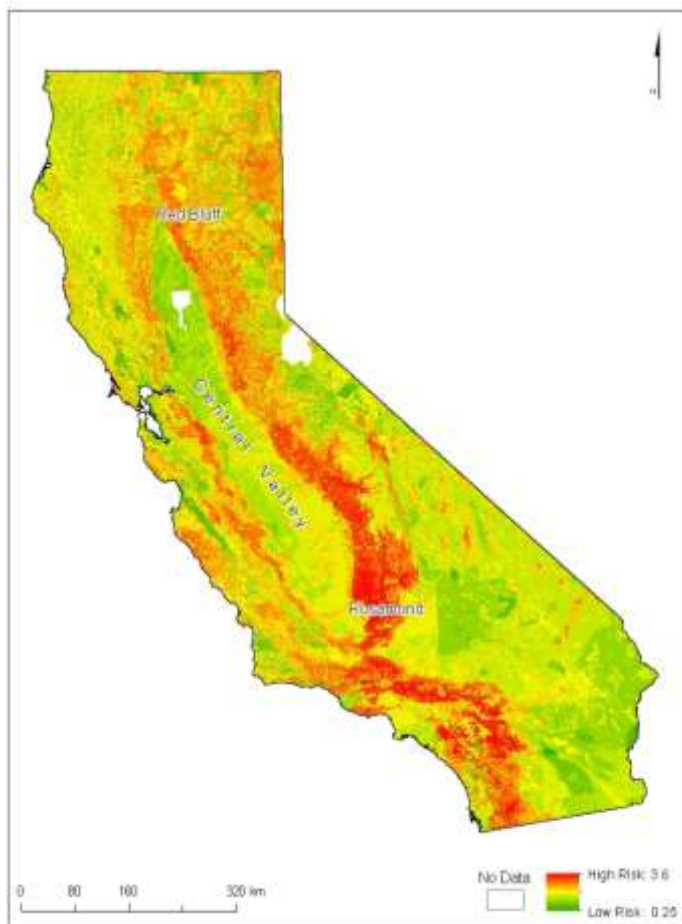 Red Bluff
Central Valley
Rosamond
No Data
High Risk: 3.6
Low Risk : 0.25
0 80 160 320 km